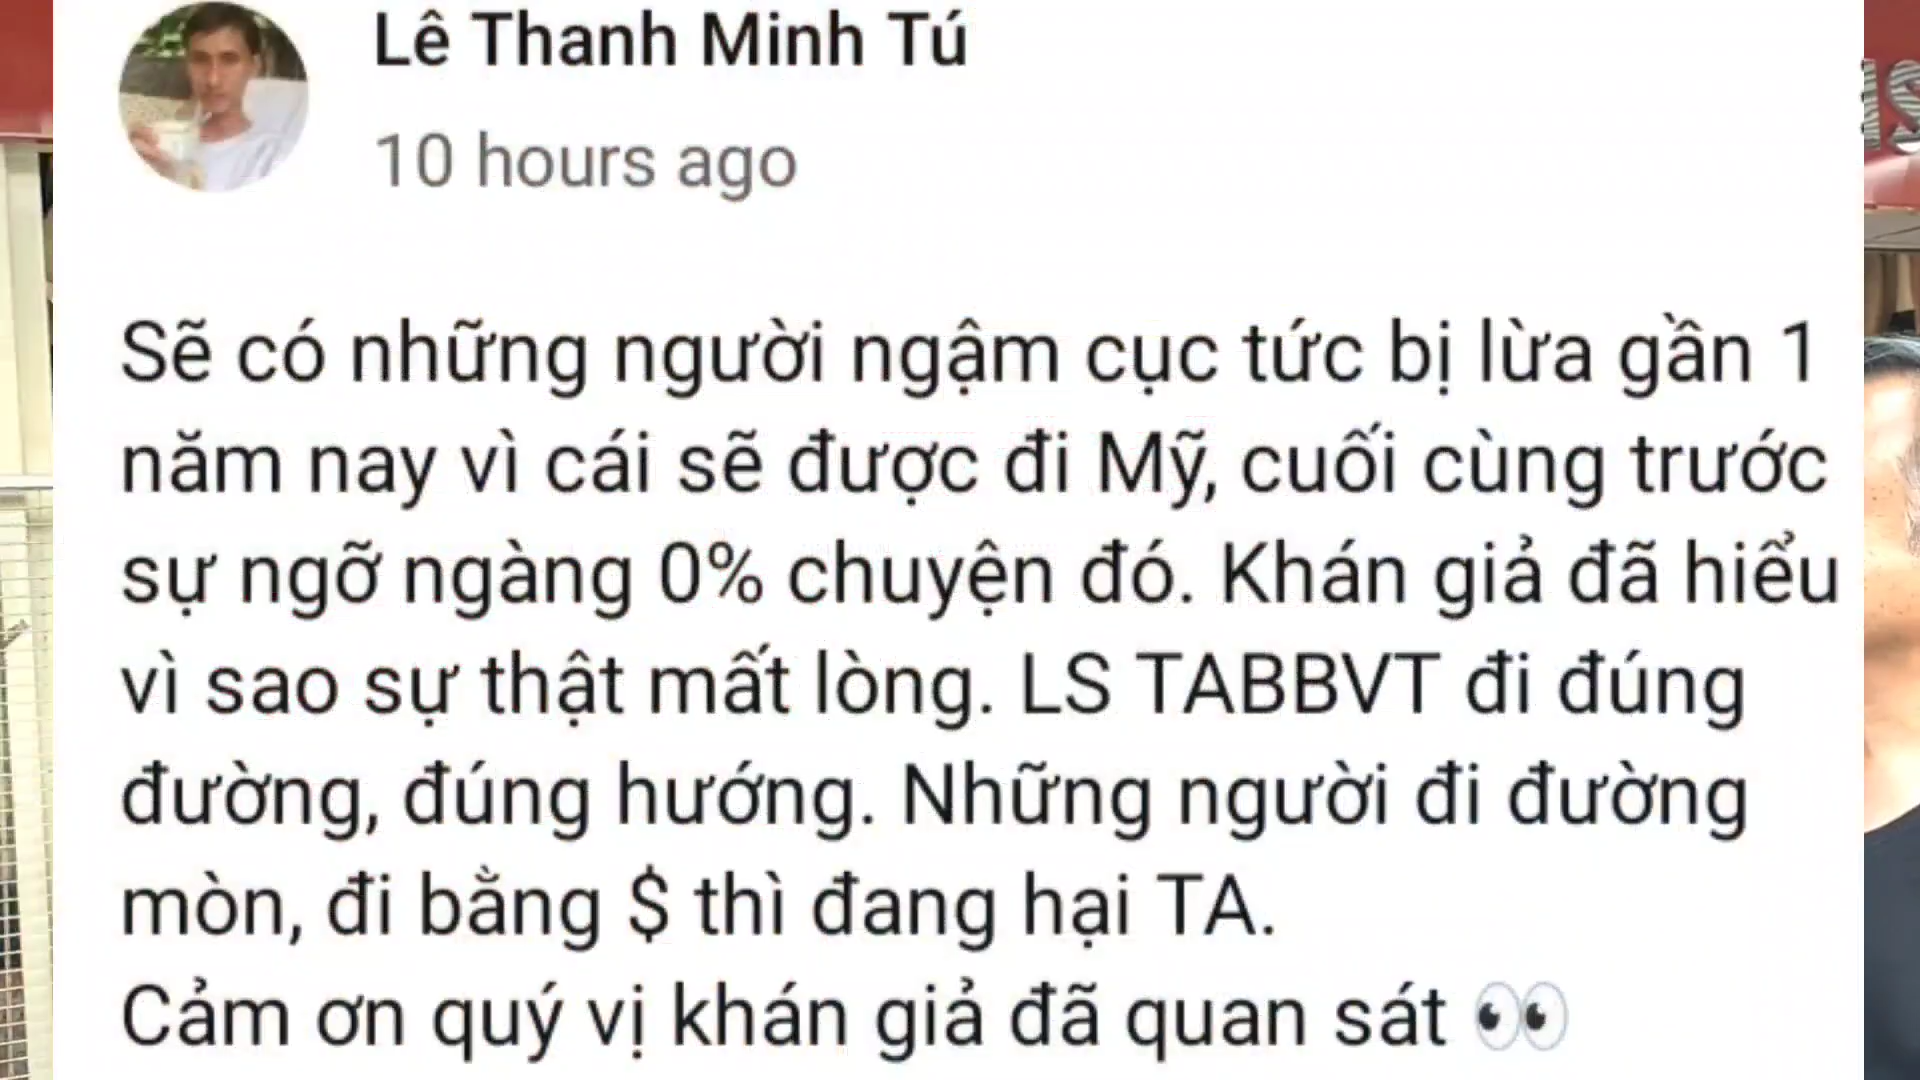 Lê Thanh Minh Tú
10 hours ago
Sẽ có những người ngậm cục tức bị lừa gần 1
năm nay vì cái sẽ được đi Mỹ, cuối cùng trước
sự ngỡ ngàng 0% chuyện đó. Khán giả đã hiểu
vì sao sự thật mất lòng. LS TABBVT đi đúng
đường, đúng hướng. Những người đi đường
mòn, đi bằng $ thì đang hại TA.
Cảm ơn quý vị khán giả đã quan sát 👀